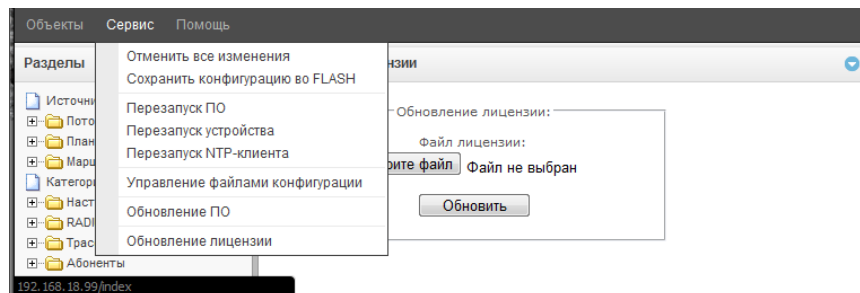 Объекты Сервис Помощь
Разделы
Отменить все изменения
Сохранить конфигурацию во FLASH
Перезапуск ПО
Перезапуск устройства
Перезапуск NTP-клиента
Управление файлами конфигурации
Обновление ПО
Обновление лицензии
Источни
Пото
План
Марш
Категори
Наст
RADI
Трас
Абоненты
нзии
Обновление лицензии:
Файл лицензии:
рите файл Файл не выбран
Обновить
192.168.18.99/index